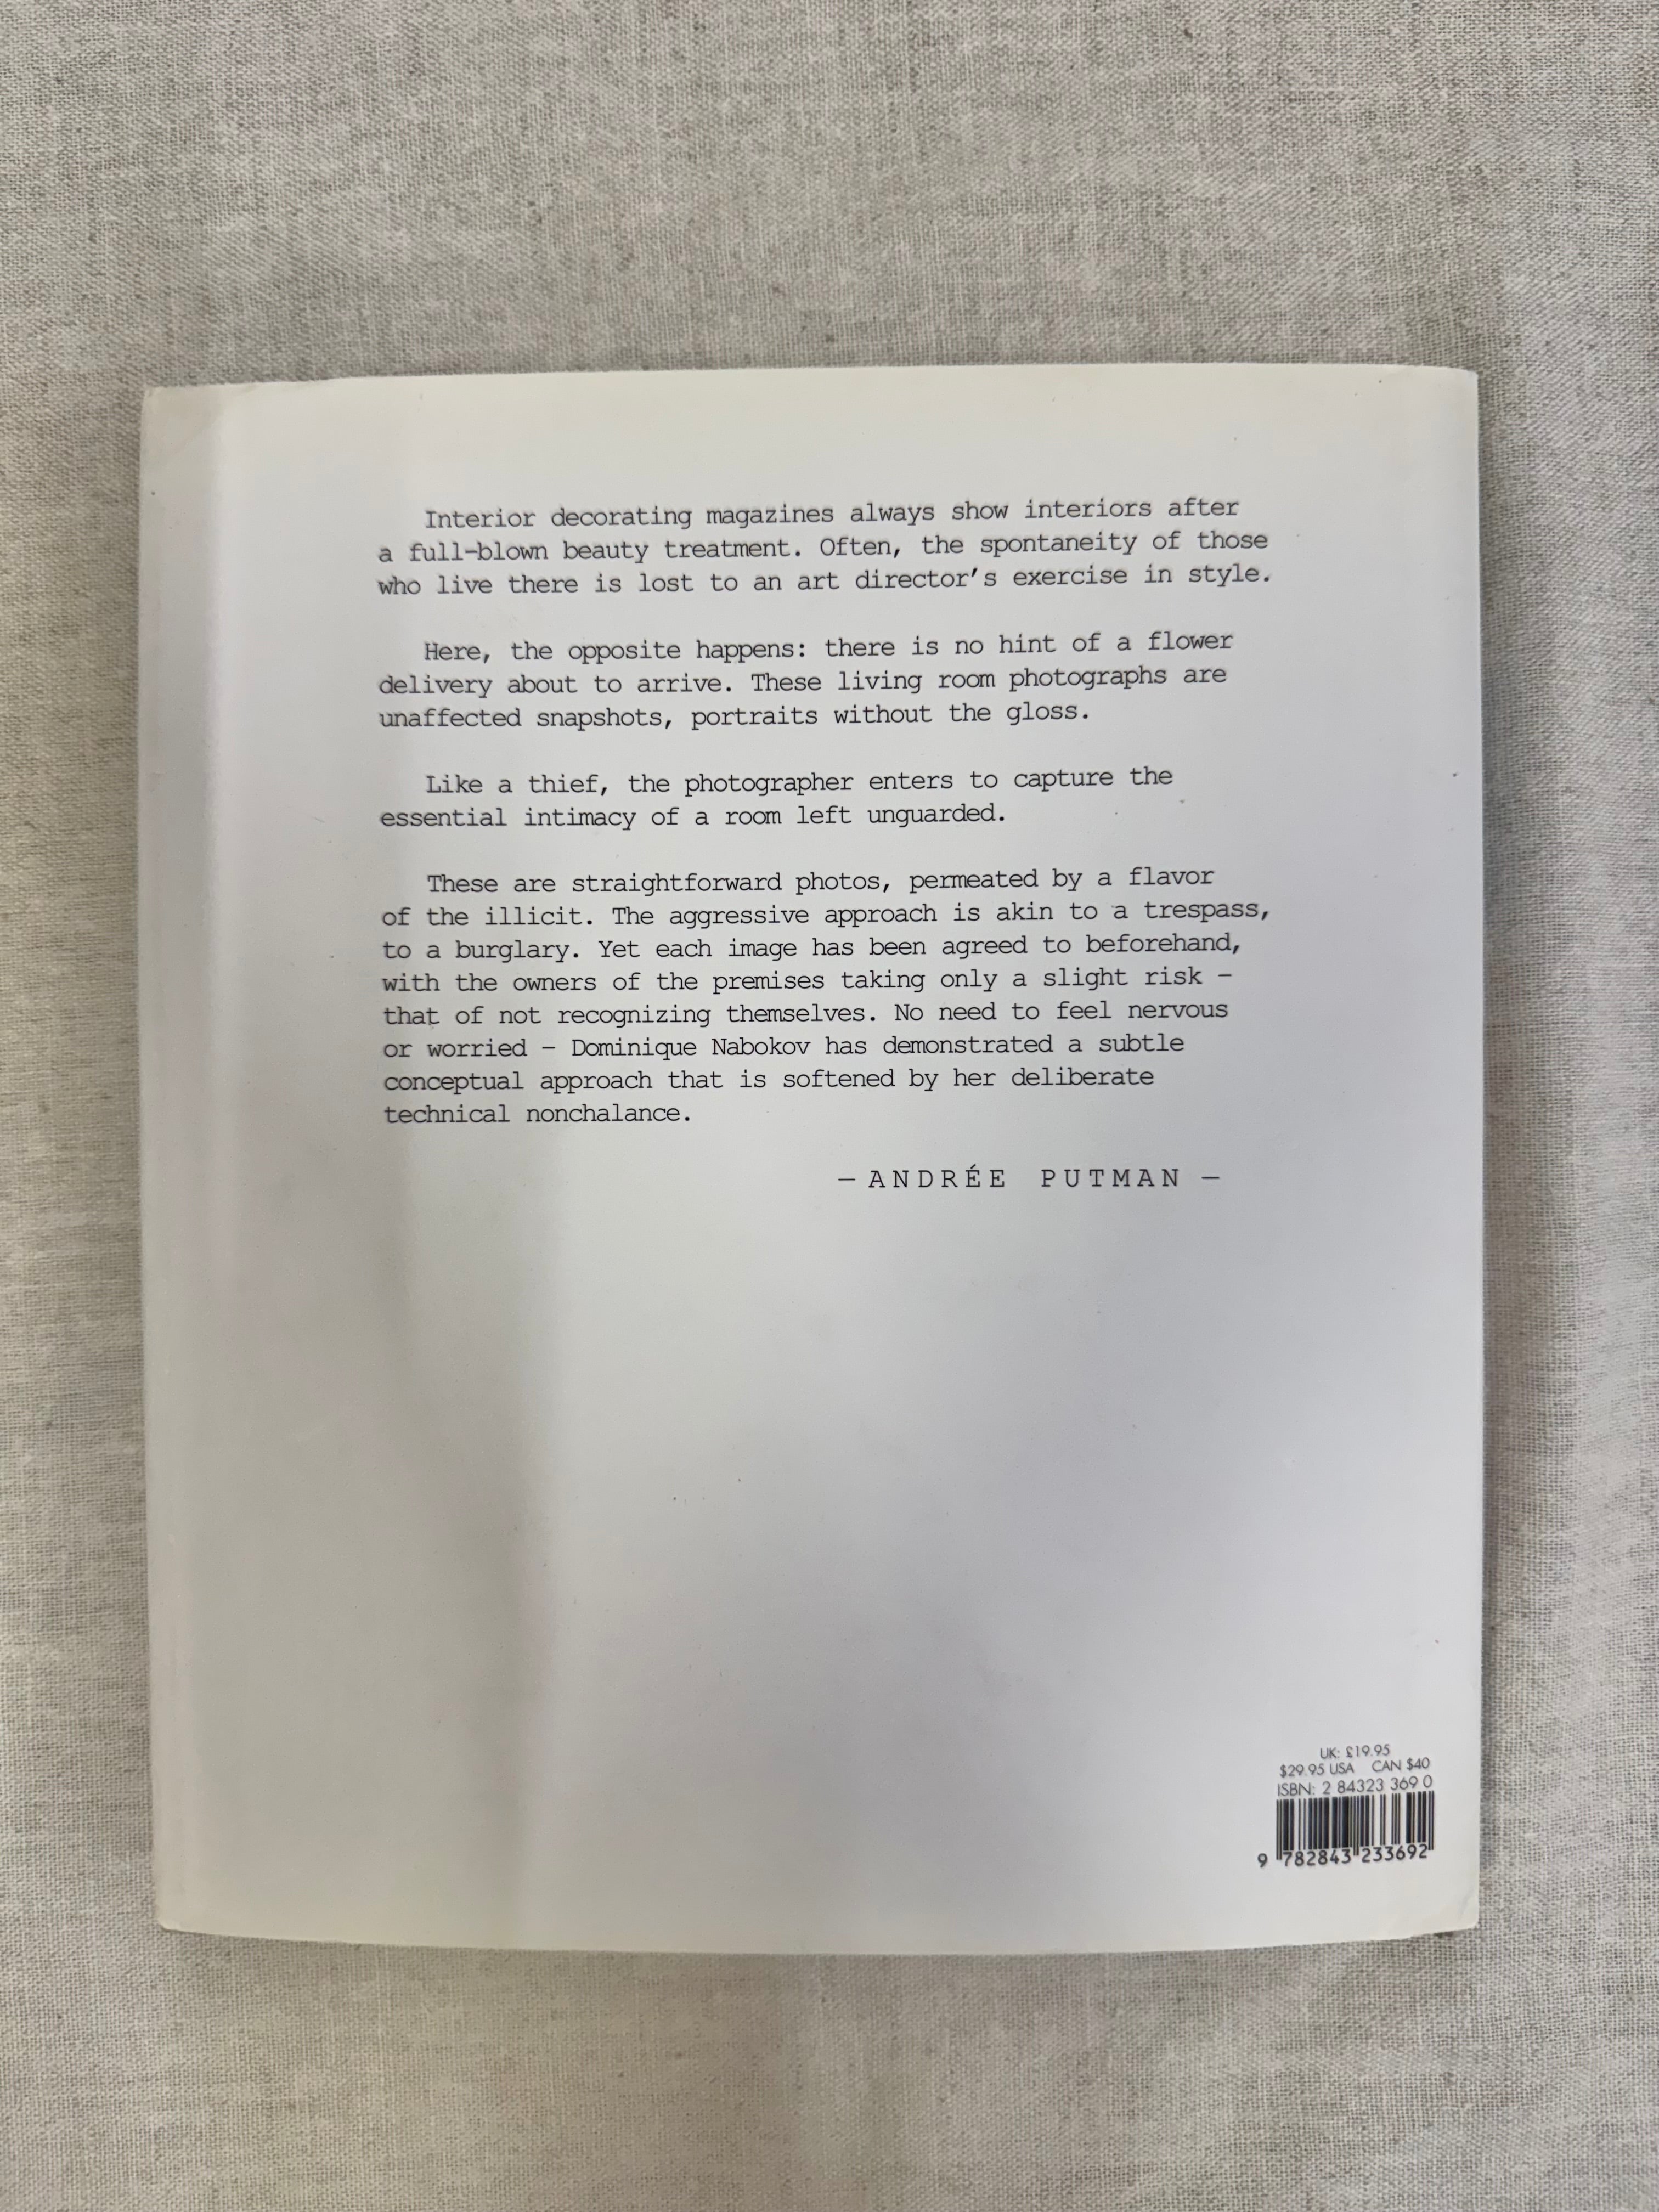 Interior decorating magazines always show interiors after
a full-blown beauty treatment. Often, the spontaneity of those
who live there is lost to an art director's exercise in style.
Here, the opposite happens: there is no hint of a flower
delivery about to arrive. These living room photographs are
unaffected snapshots, portraits without the gloss.
Like a thief, the photographer enters to capture the
essential intimacy of a room left unguarded.
These are straightforward photos, permeated by a flavor
of the illicit. The aggressive approach is akin to a trespass,
to a burglary. Yet each image has been agreed to beforehand,
with the owners of the premises taking only a slight risk –
that of not recognizing themselves. No need to feel nervous
or worried – Dominique Nabokov has demonstrated a subtle
conceptual approach that is softened by her deliberate
technical nonchalance.
– ANDRÉE PUTMAN –
UK: £19.95
$29.95 USA CAN $40
ISBN: 2 84323 369 0
9 782843 233692